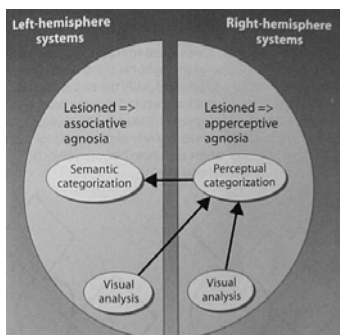 Left-hemisphere
systems
Right-hemisphere
systems
Lesioned =>
associative
agnosia
Lesioned =>
apperceptive
agnosia
Semantic
categorization
Perceptual
categorization
Visual
analysis
Visual
analysis